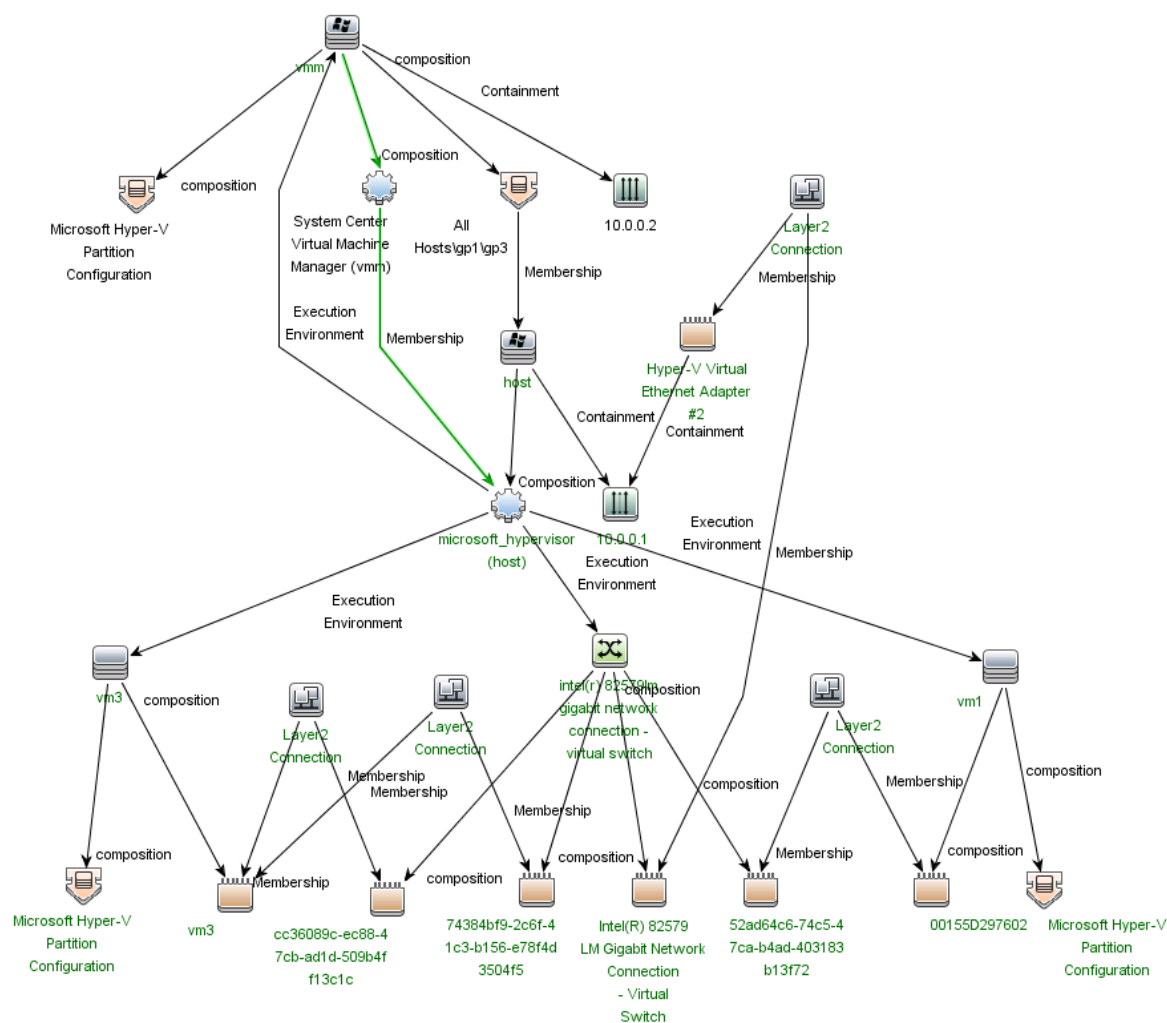 vmm
composition
Containment
Composition
composition
Microsoft Hyper-V
Partition
Configuration
System Center
Virtual Machine
Manager (vmm)
All
Hosts\gp1\gp3
10.0.0.2
Layer2
Connection
Membership
Membership
Execution
Environment
Membership
Hyper-V Virtual
Ethernet Adapter
#2
host
Containment
Containment
Composition
microsoft_hypervisor
(host)
10.0.0.1
Execution
Environment
Execution
Environment
Membership
Execution
Environment
vm3
composition
Layer2
Connection
Layer2
Connection
intel(r) 82579lm
gigabit network
connection -
virtual switch
composition
Layer2
Connection
vm1
Membership
Membership
composition
Membership
composition
Membership
composition
composition
Membership
composition
composition
Membership
composition
Microsoft Hyper-V
Partition
Configuration
vm3
cc36089c-ec88-4
7cb-ad1d-509b4f
f13c1c
74384bf9-2c6f-4
1c3-b156-e78f4d
3504f5
Intel(R) 82579
LM Gigabit Network
Connection
- Virtual
Switch
52ad64c6-74c5-4
7ca-b4ad-403183
b13f72
00155D297602
Microsoft Hyper-V
Partition
Configuration